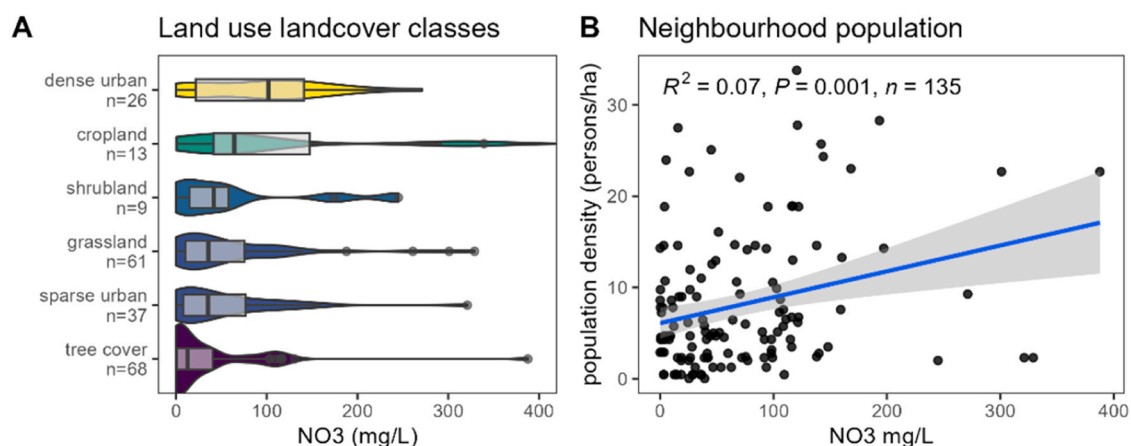 A Land use landcover classes
dense urban
n=26
cropland
n=13
shrubland
n=9
grassland
n=61
sparse urban
n=37
tree cover
n=68
0 100 200 300 400
NO3 (mg/L)
B Neighbourhood population
R² = 0.07, P = 0.001, n = 135
population density (persons/ha)
30
20
10
0
0 100 200 300 400
NO3 mg/L